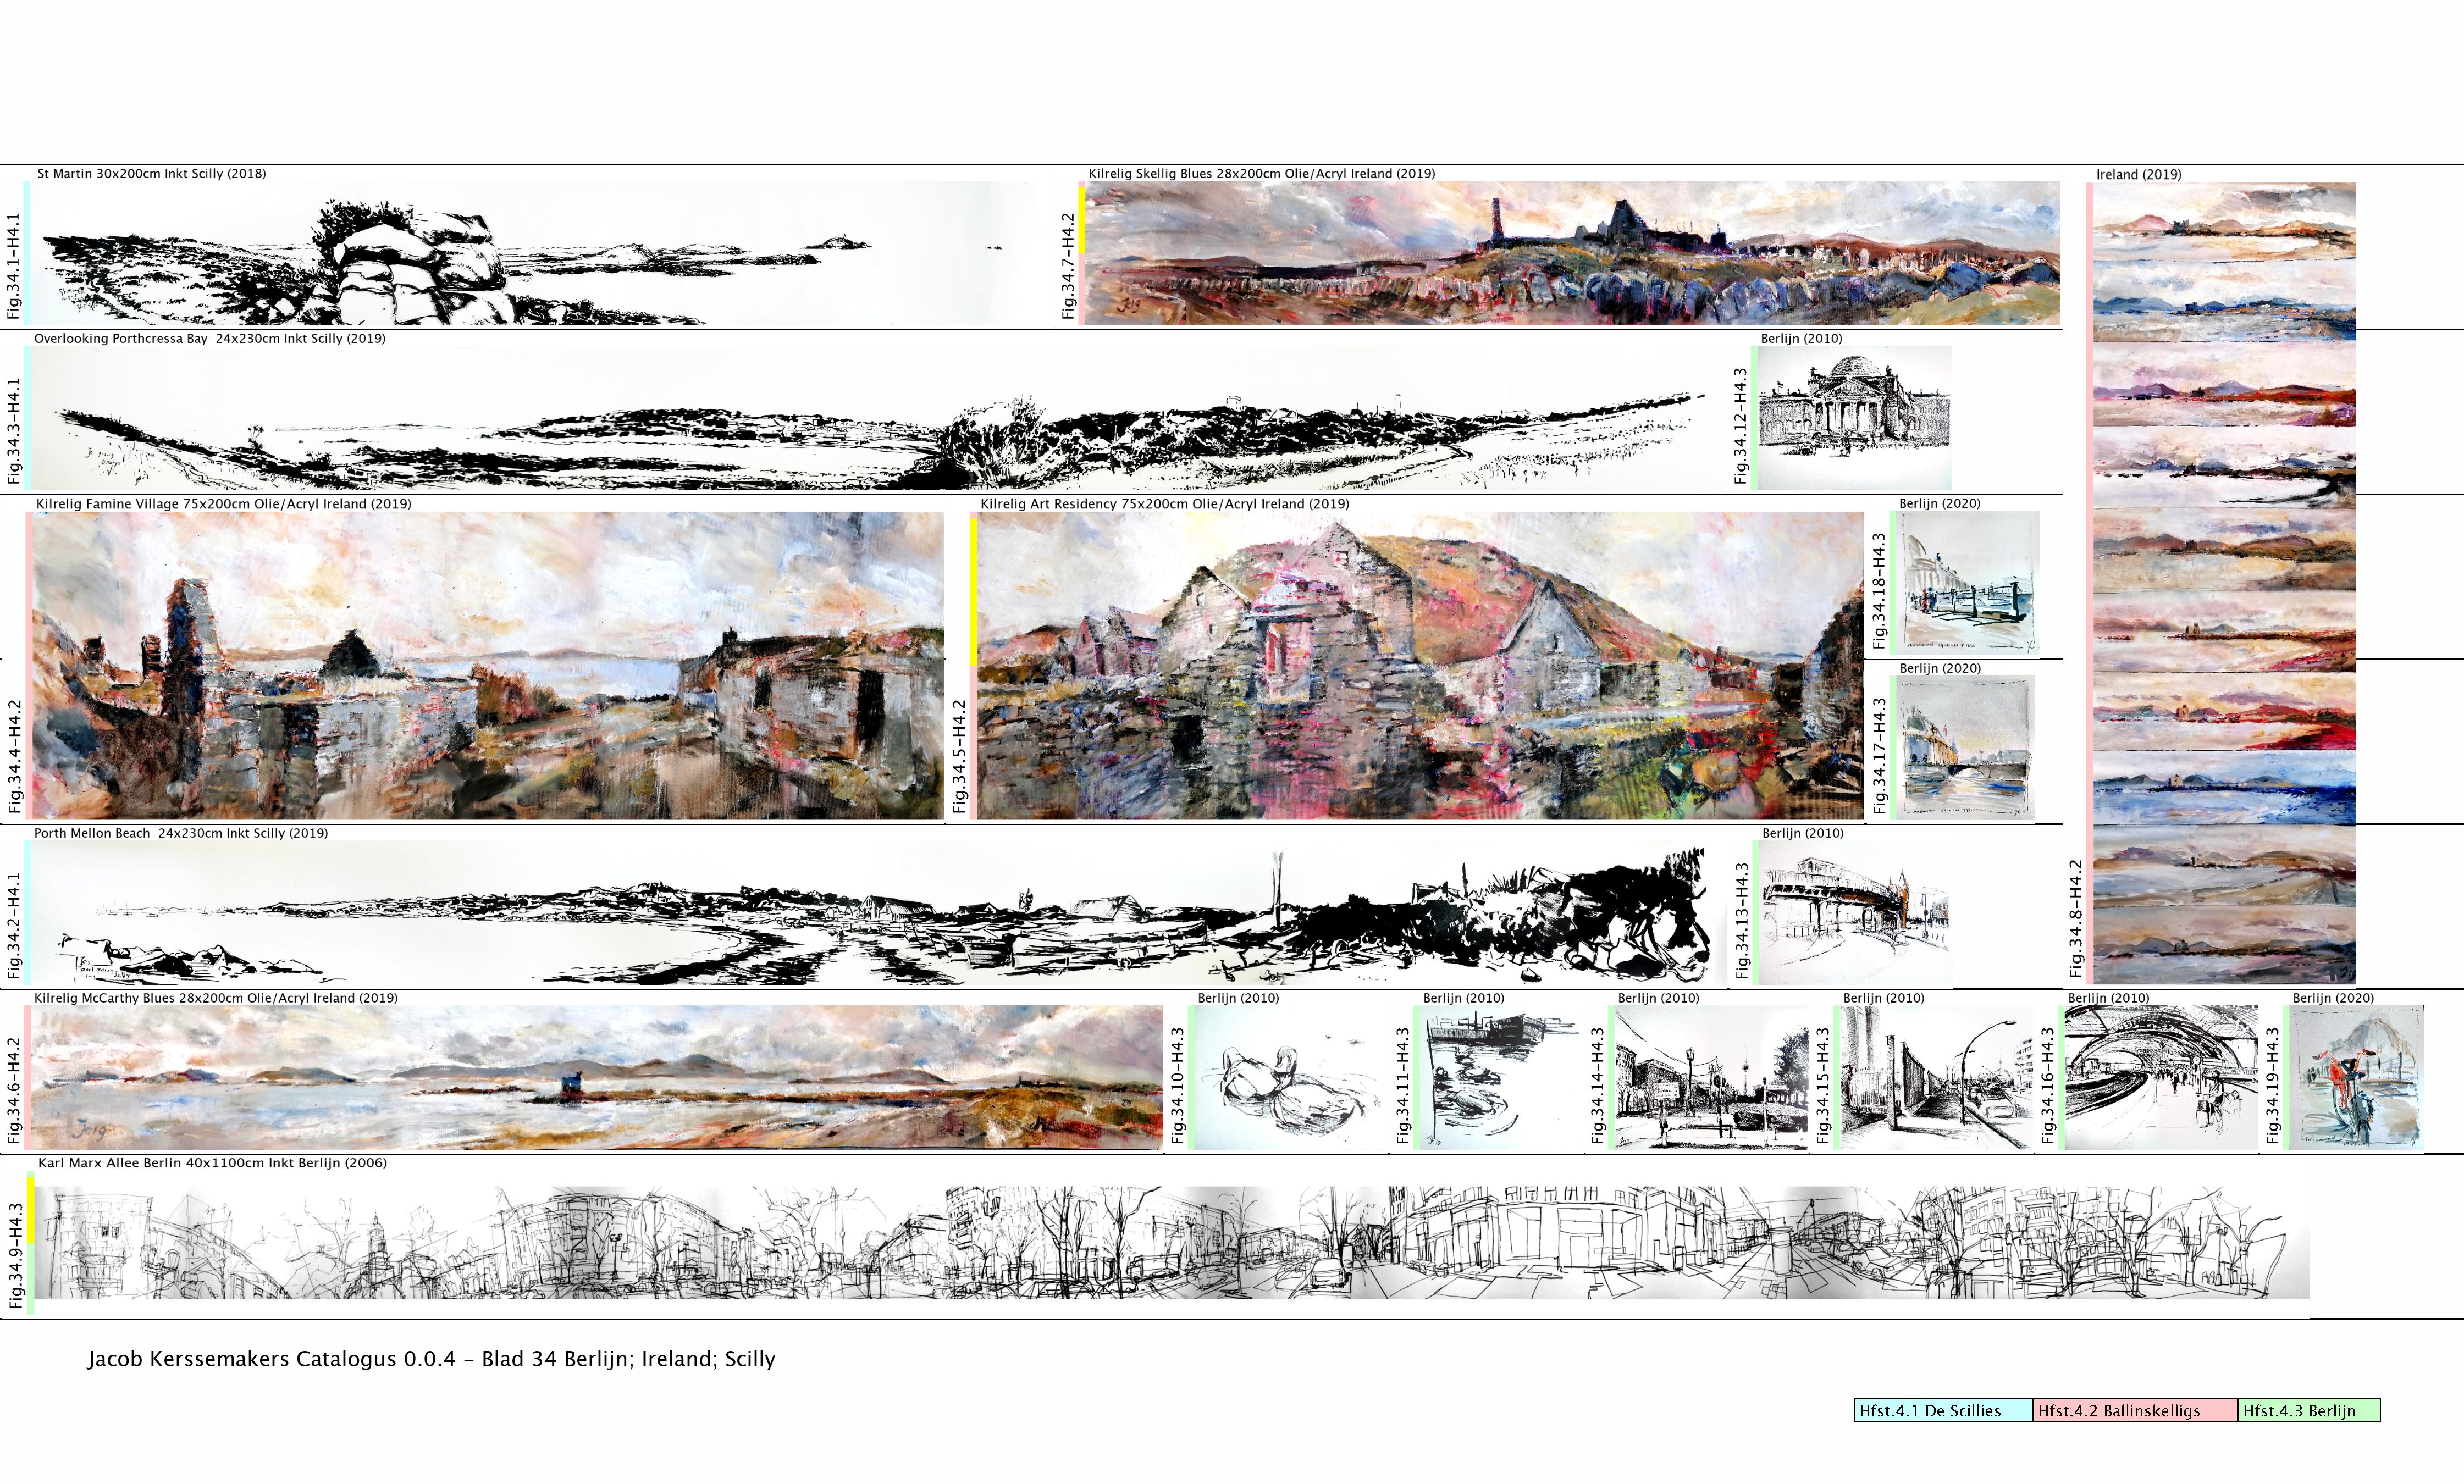 St Martin 30x200cm Inkt Scilly (2018)
Fig.34.1-H4.1
Kilrelig Skellig Blues 28x200cm Olie/Acryl Ireland (2019)
Fig.34.7-H4.2
Jc19
Ireland (2019)
Fig.34.8-H4.2
Overlooking Porthcressa Bay 24x230cm Inkt Scilly (2019)
Fig.34.3-H4.1
Berlijn (2010)
Fig.34.12-H4.3
Kilrelig Famine Village 75x200cm Olie/Acryl Ireland (2019)
Fig.34.4-H4.2
Kilrelig Art Residency 75x200cm Olie/Acryl Ireland (2019)
Fig.34.5-H4.2
Berlijn (2020)
Fig.34.18-H4.3
Berlijn (2020)
Fig.34.17-H4.3
Porth Mellon Beach 24x230cm Inkt Scilly (2019)
Fig.34.2-H4.1
Berlijn (2010)
Fig.34.13-H4.3
Kilrelig McCarthy Blues 28x200cm Olie/Acryl Ireland (2019)
Fig.34.6-H4.2
Jc19
Berlijn (2010)
Fig.34.10-H4.3
Berlijn (2010)
Fig.34.11-H4.3
Berlijn (2010)
Fig.34.14-H4.3
Berlijn (2010)
Fig.34.15-H4.3
Berlijn (2010)
Fig.34.16-H4.3
Berlijn (2020)
Fig.34.19-H4.3
Karl Marx Allee Berlin 40x1100cm Inkt Berlijn (2006)
Fig.34.9-H4.3
Jacob Kerssemakers Catalogus 0.0.4 - Blad 34 Berlijn; Ireland; Scilly
Hfst.4.1 De Scillies
Hfst.4.2 Ballinskelligs
Hfst.4.3 Berlijn